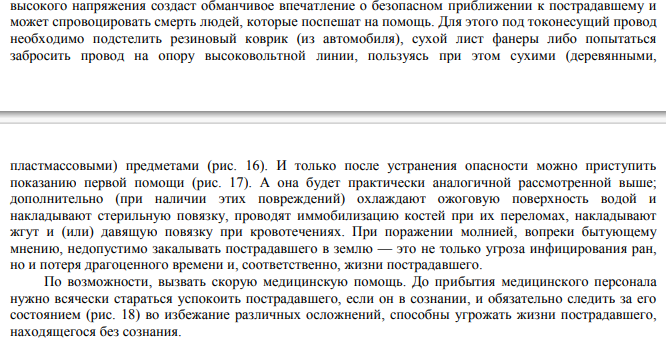 высокого напряжения создаст обманчивое впечатление о безопасном приближении к пострадавшему и
может спровоцировать смерть людей, которые поспешат на помощь. Для этого под токонесущий провод
необходимо подстелить резиновый коврик (из автомобиля), сухой лист фанеры либо попытаться
забросить провод на опору высоковольтной линии, пользуясь при этом сухими (деревянными,
пластмассовыми) предметами (рис. 16). И только после устранения опасности можно приступить
показанию первой помощи (рис. 17). А она будет практически аналогичной рассмотренной выше;
дополнительно (при наличии этих повреждений) охлаждают ожоговую поверхность водой и
накладывают стерильную повязку, проводят иммобилизацию костей при их переломах, накладывают
жгут и (или) давящую повязку при кровотечениях. При поражении молнией, вопреки бытующему
мнению, недопустимо закалывать пострадавшего в землю — это не только угроза инфицирования ран,
но и потеря драгоценного времени и, соответственно, жизни пострадавшего.
По возможности, вызвать скорую медицинскую помощь. До прибытия медицинского персонала
нужно всячески стараться успокоить пострадавшего, если он в сознании, и обязательно следить за его
состоянием (рис. 18) во избежание различных осложнений, способны угрожать жизни пострадавшего,
находящегося без сознания.